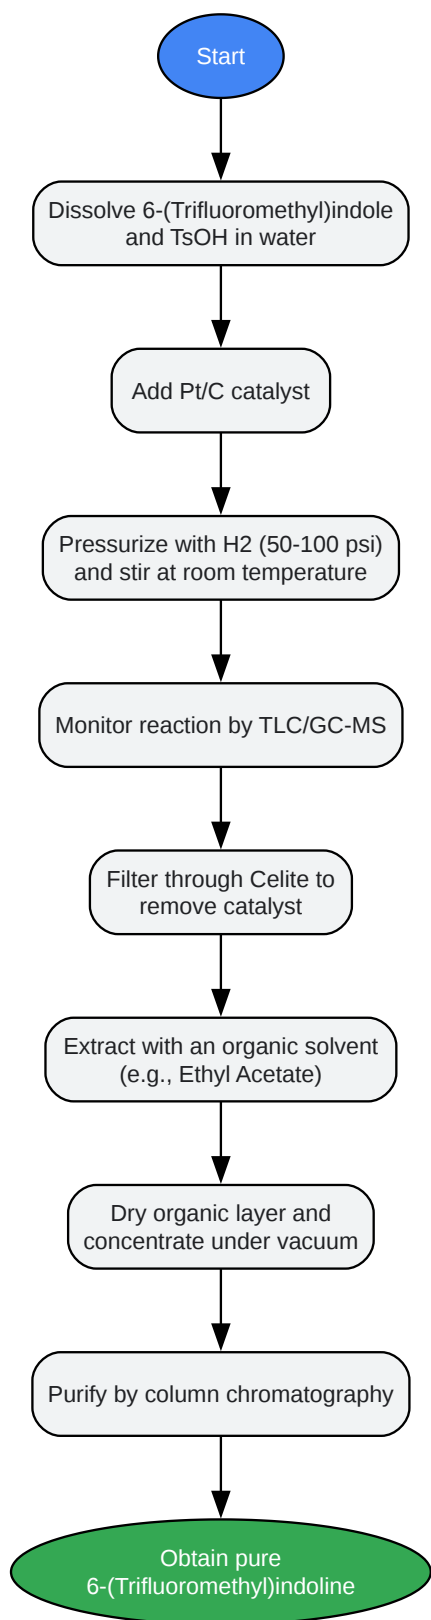 Start
Dissolve 6-(Trifluoromethyl)indole
and TsOH in water
Add Pt/C catalyst
Pressurize with H2 (50-100 psi)
and stir at room temperature
Monitor reaction by TLC/GC-MS
Filter through Celite to
remove catalyst
Extract with an organic solvent
(e.g., Ethyl Acetate)
Dry organic layer and
concentrate under vacuum
Purify by column chromatography
Obtain pure
6-(Trifluoromethyl)indoline